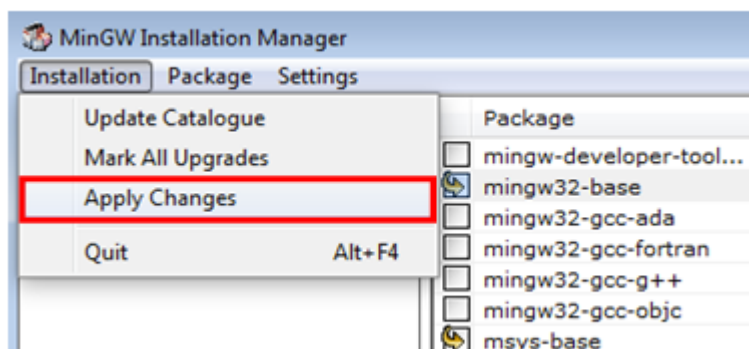 MinGW Installation Manager
Installation Package Settings
Update Catalogue
Mark All Upgrades
Apply Changes
Quit Alt+F4
Package
mingw-developer-tool...
mingw32-base
mingw32-gcc-ada
mingw32-gcc-fortran
mingw32-gcc-g++
mingw32-gcc-objc
msys-base